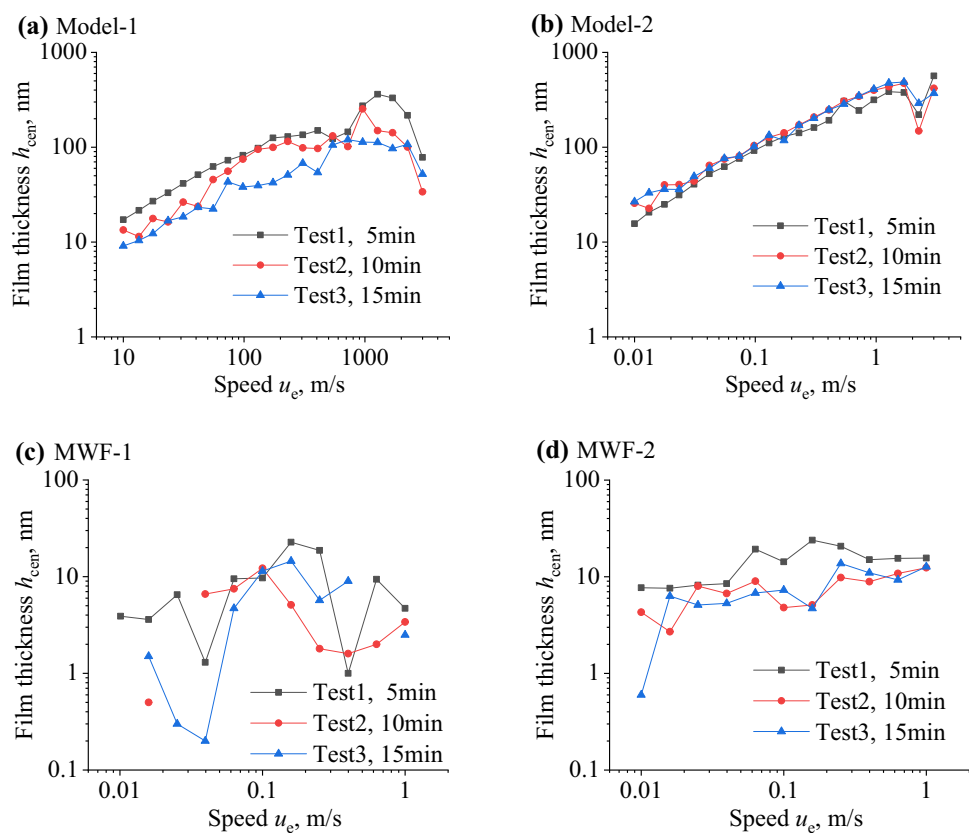 (a) Model-1
1000
100
10
1
Film thickness hcen, nm
Test1, 5min
Test2, 10min
Test3, 15min
10 100 1000
Speed ue, m/s
(b) Model-2
1000
100
10
1
Film thickness hcen, nm
Test1, 5min
Test2, 10min
Test3, 15min
0.01 0.1 1
Speed ue, m/s
(c) MWF-1
100
10
1
0.1
Film thickness hcen, nm
Test1, 5min
Test2, 10min
Test3, 15min
0.01 0.1 1
Speed ue, m/s
(d) MWF-2
100
10
1
0.1
Film thickness hcen, nm
Test1, 5min
Test2, 10min
Test3, 15min
0.01 0.1 1
Speed ue, m/s